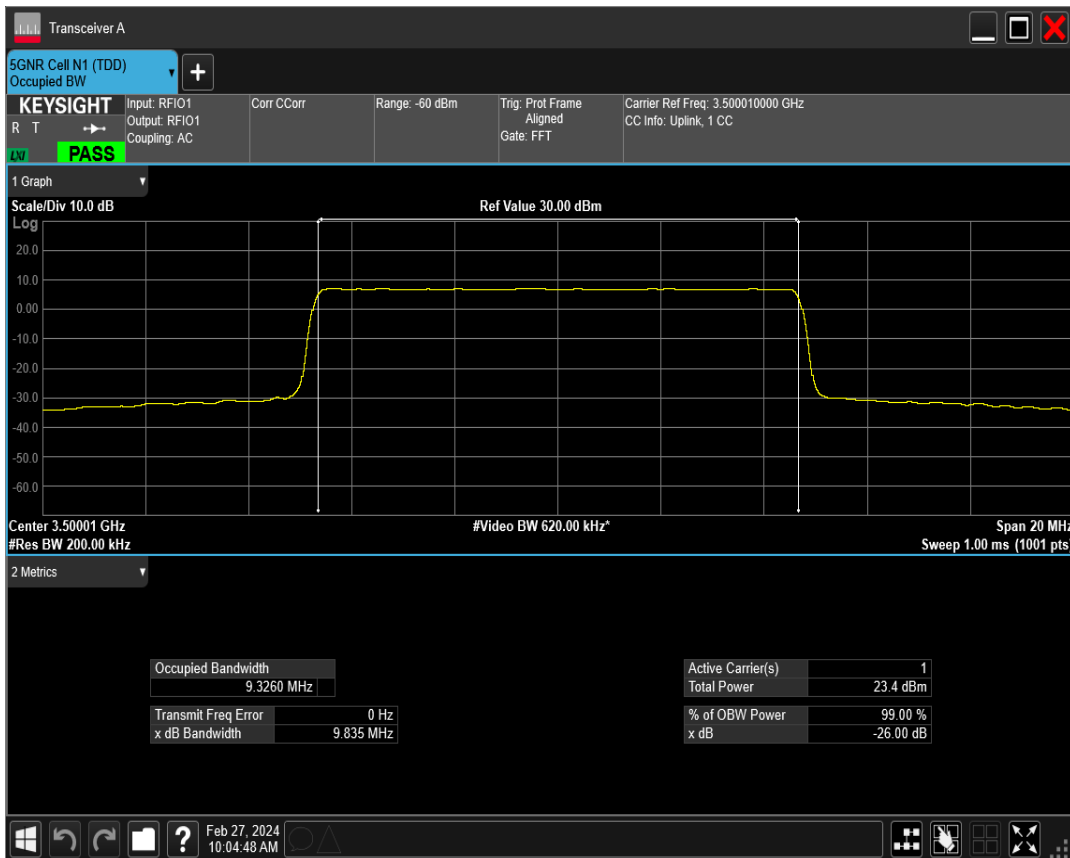 Transceiver A
5GNR Cell N1 (TDD)
Occupied BW
+
KEYSIGHT
R T
LXI
PASS
Input: RFIO1
Output: RFIO1
Coupling: AC
Corr CCorr
Range: -60 dBm
Trig: Prot Frame
Aligned
Gate: FFT
Carrier Ref Freq: 3.500010000 GHz
CC Info: Uplink, 1 CC
1 Graph
Scale/Div 10.0 dB
Ref Value 30.00 dBm
Log
20.0
10.0
0.00
-10.0
-20.0
-30.0
-40.0
-50.0
-60.0
Center 3.50001 GHz
#Video BW 620.00 kHz*
Span 20 MHz
#Res BW 200.00 kHz
Sweep 1.00 ms (1001 pts)
2 Metrics
Occupied Bandwidth
9.3260 MHz
Transmit Freq Error 0 Hz
x dB Bandwidth 9.835 MHz
Active Carrier(s) 1
Total Power 23.4 dBm
% of OBW Power 99.00 %
x dB -26.00 dB
?
Feb 27, 2024
10:04:48 AM